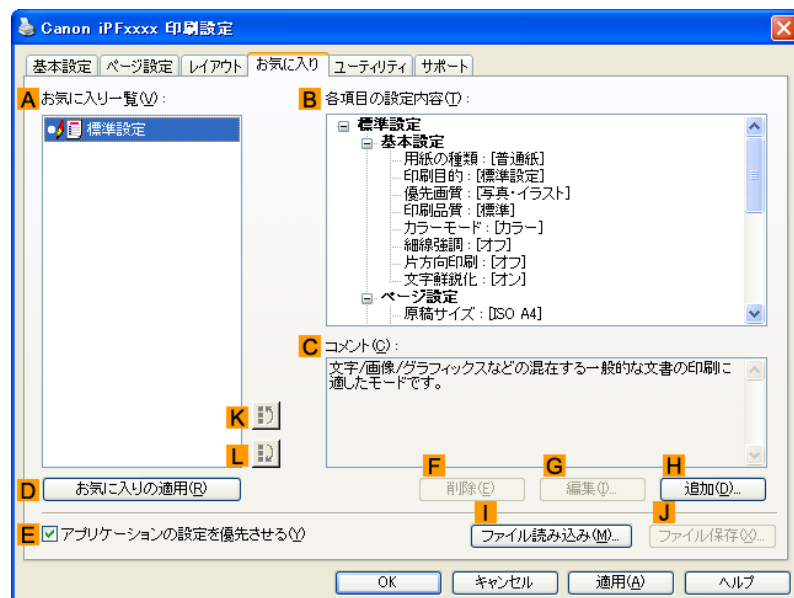 Canon iPFxxxx 印刷設定
基本設定 ページ設定 レイアウト お気に入り ユーティリティ サポート
A お気に入り一覧(V):
標準設定
B 各項目の設定内容(T):
標準設定
基本設定
用紙の種類:[普通紙]
印刷目的:[標準設定]
優先画質:[写真・イラスト]
印刷品質:[標準]
カラーモード:[カラー]
細線強調:[オフ]
片方向印刷:[オフ]
文字鮮鋭化:[オン]
ページ設定
原稿サイズ:[ISO A4]
C コメント(C):
文字/画像/グラフィックスなどの混在する一般的な文書の印刷に
適したモードです。
K
L
D お気に入りの適用(R)
F 削除(E)
G 編集(I)...
H 追加(D)...
E アプリケーションの設定を優先させる(Y)
I ファイル読み込み(M)...
J ファイル保存(X)...
OK キャンセル 適用(A) ヘルプ